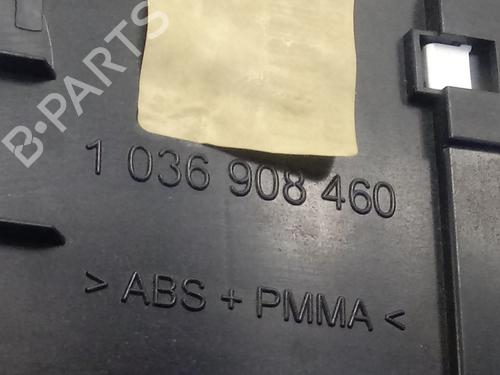 B-PARTS
1 036 908 460
> ABS + PMMA <